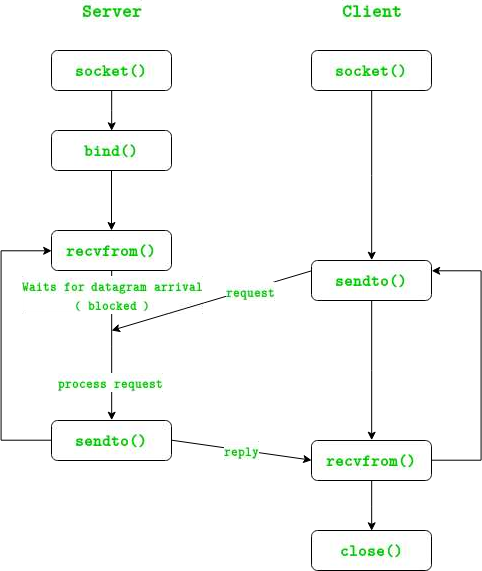 Server
Client
socket()
socket()
bind()
recvfrom()
Waits for datagram arrival
( blocked )
request
sendto()
process request
sendto()
reply
recvfrom()
close()